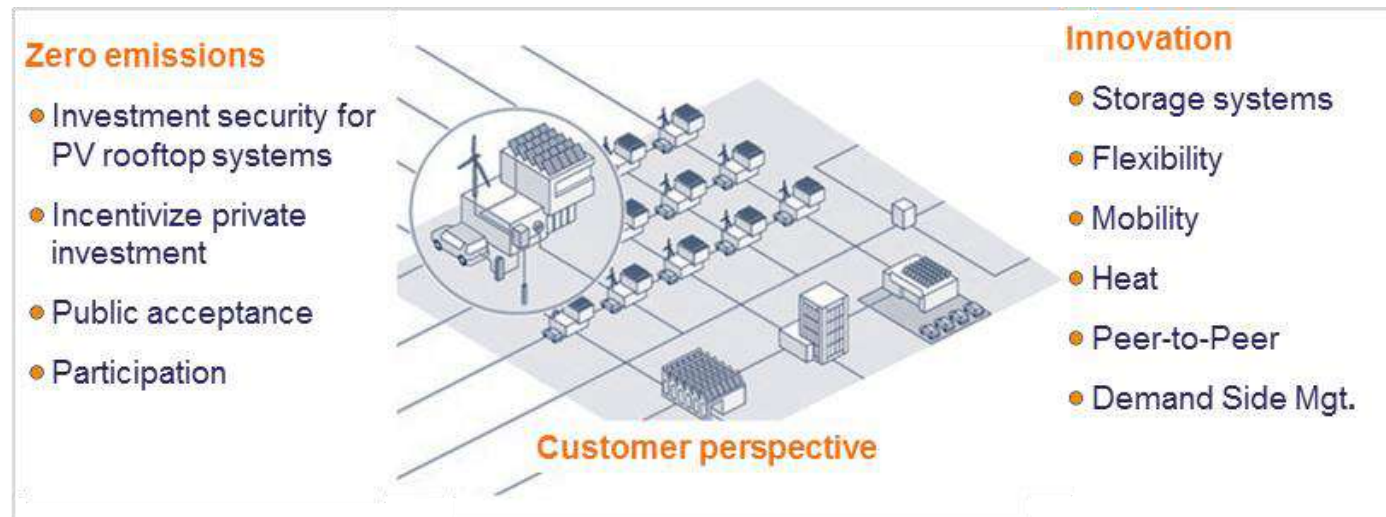 Zero emissions
Investment security for
PV rooftop systems
Incentivize private
investment
Public acceptance
Participation
Customer perspective
Innovation
Storage systems
Flexibility
Mobility
Heat
Peer-to-Peer
Demand Side Mgt.